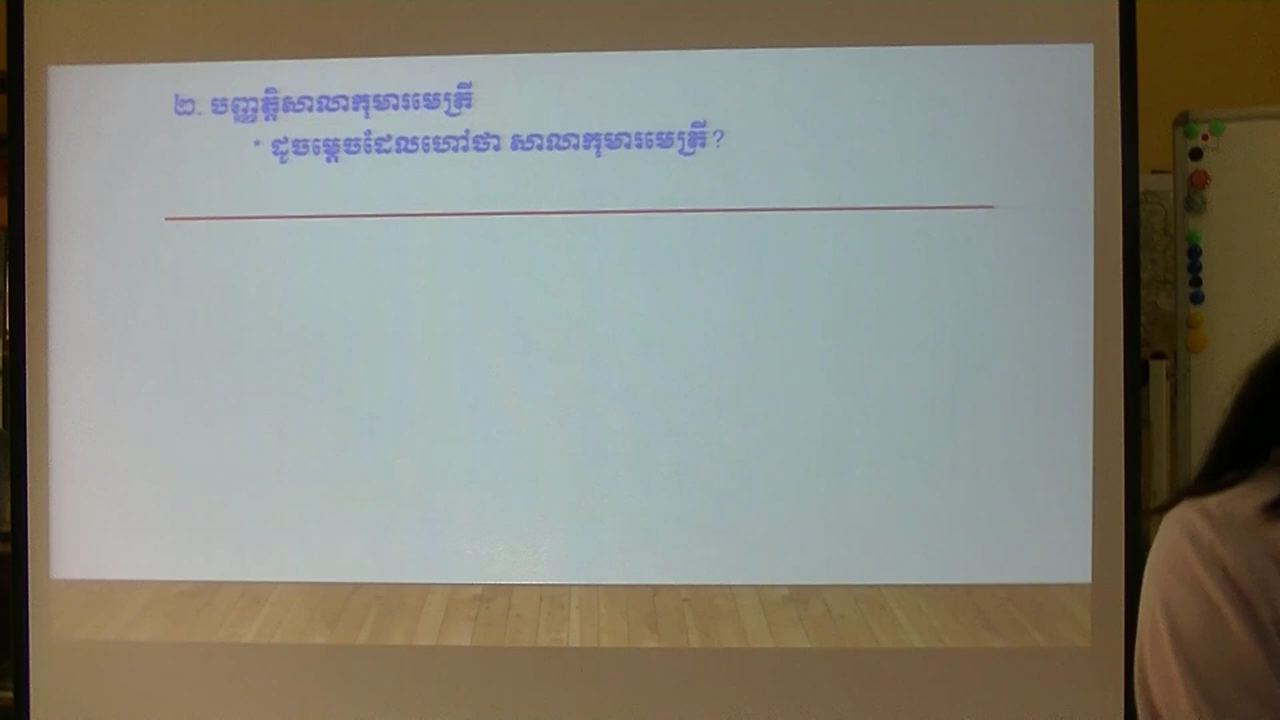 ២. បញ្ញត្តិសាលាកុមារមេត្រី
* ដូចម្ដេចដែលហៅថា សាលាកុមារមេត្រី?